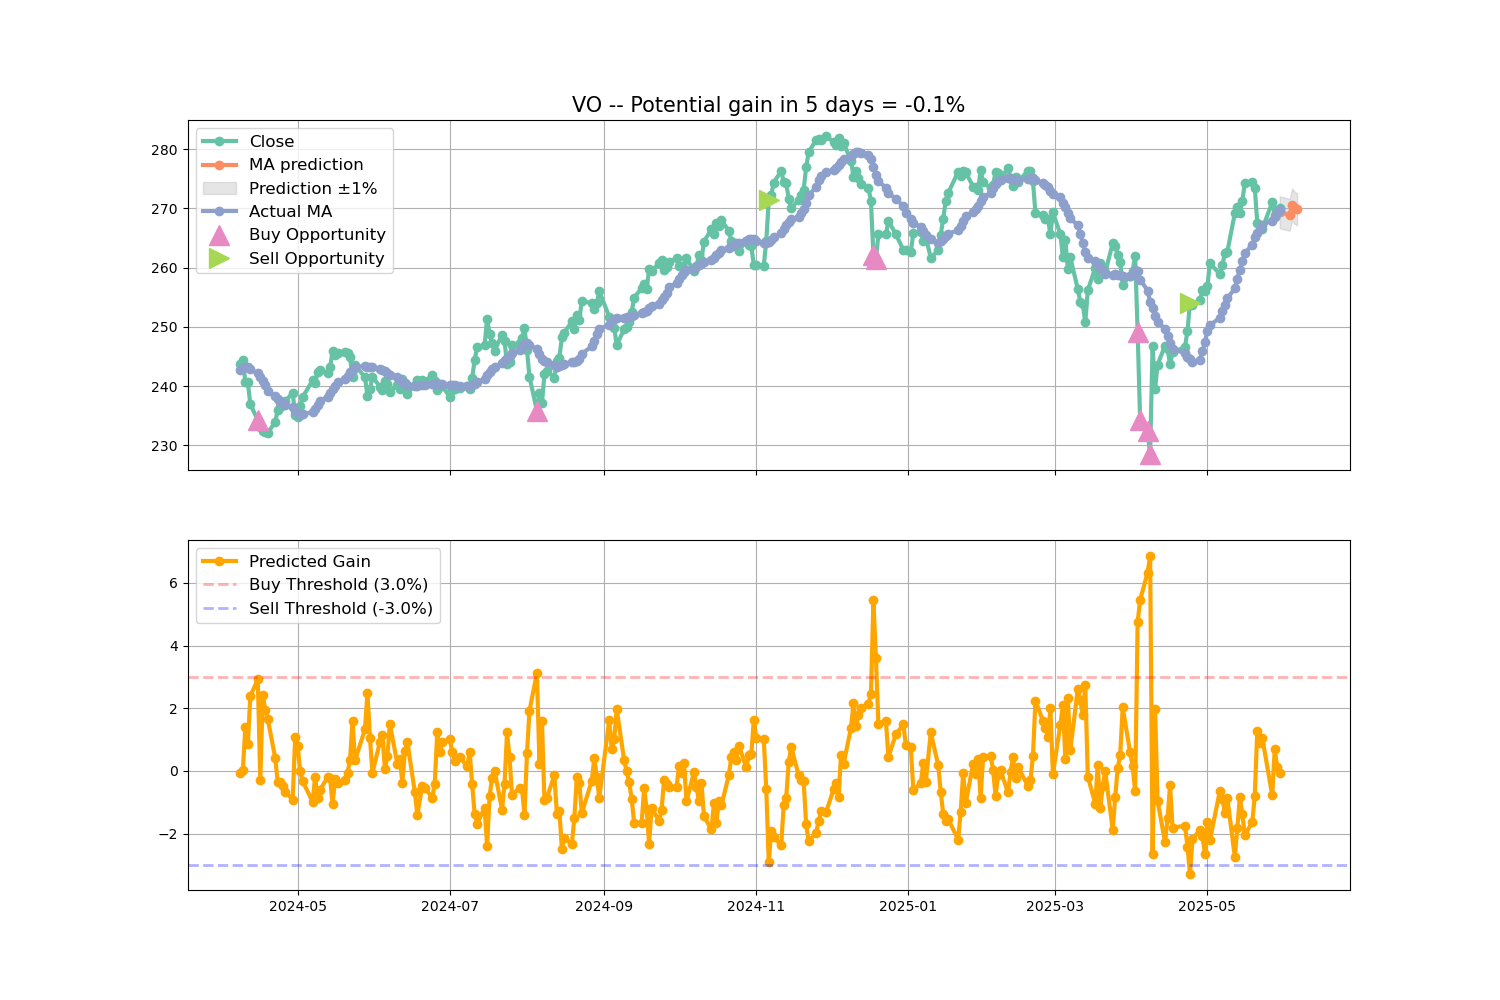 VO -- Potential gain in 5 days = -0.1%
Close
MA prediction
Prediction ±1%
Actual MA
Buy Opportunity
Sell Opportunity
280
270
260
250
240
230
Predicted Gain
Buy Threshold (3.0%)
Sell Threshold (-3.0%)
6
4
2
0
−2
2024-05
2024-07
2024-09
2024-11
2025-01
2025-03
2025-05